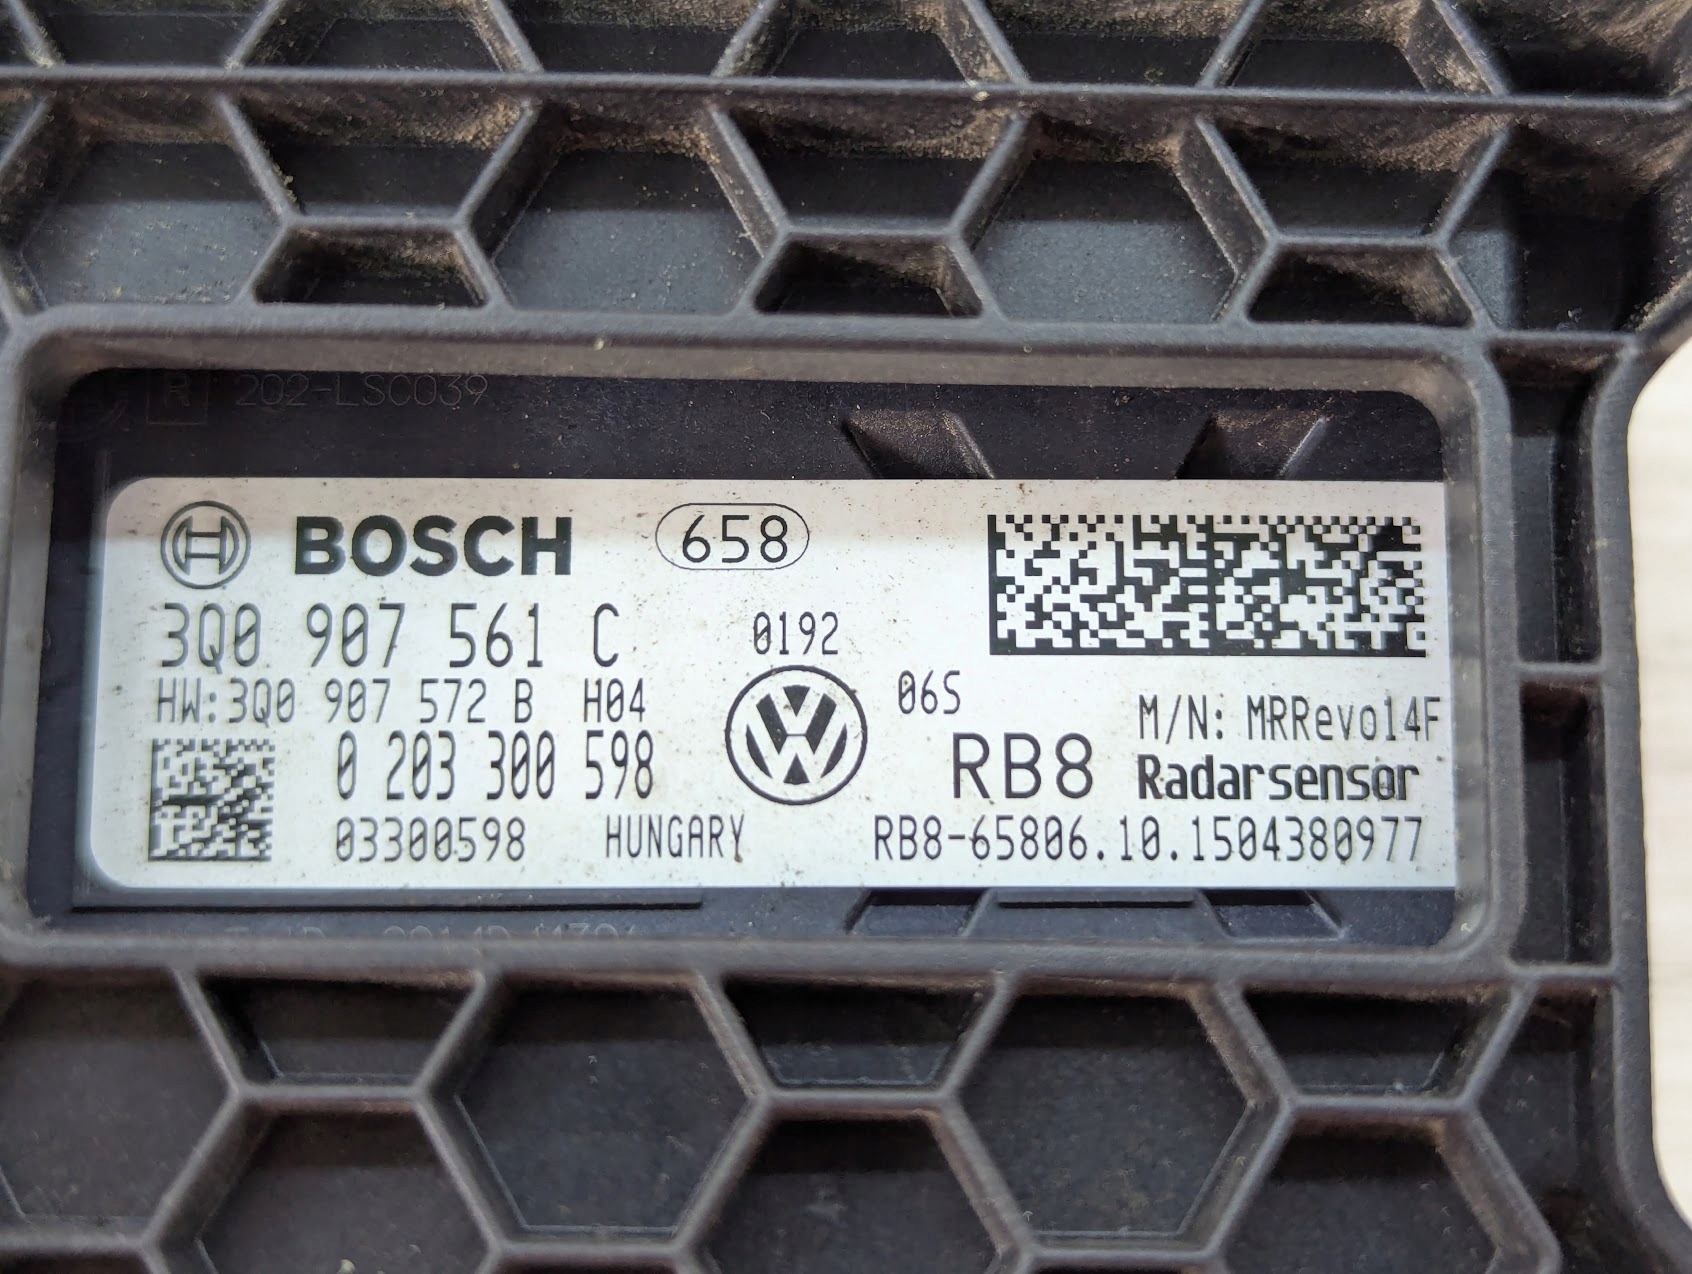 R 202-LSC039
BOSCH 658
3Q0 907 561 C 0192
HW:3Q0 907 572 B H04 06S M/N: MRRevo14F
0 203 300 598 RB8 Radarsensor
03300598 HUNGARY RB8-65806.10.1504380977